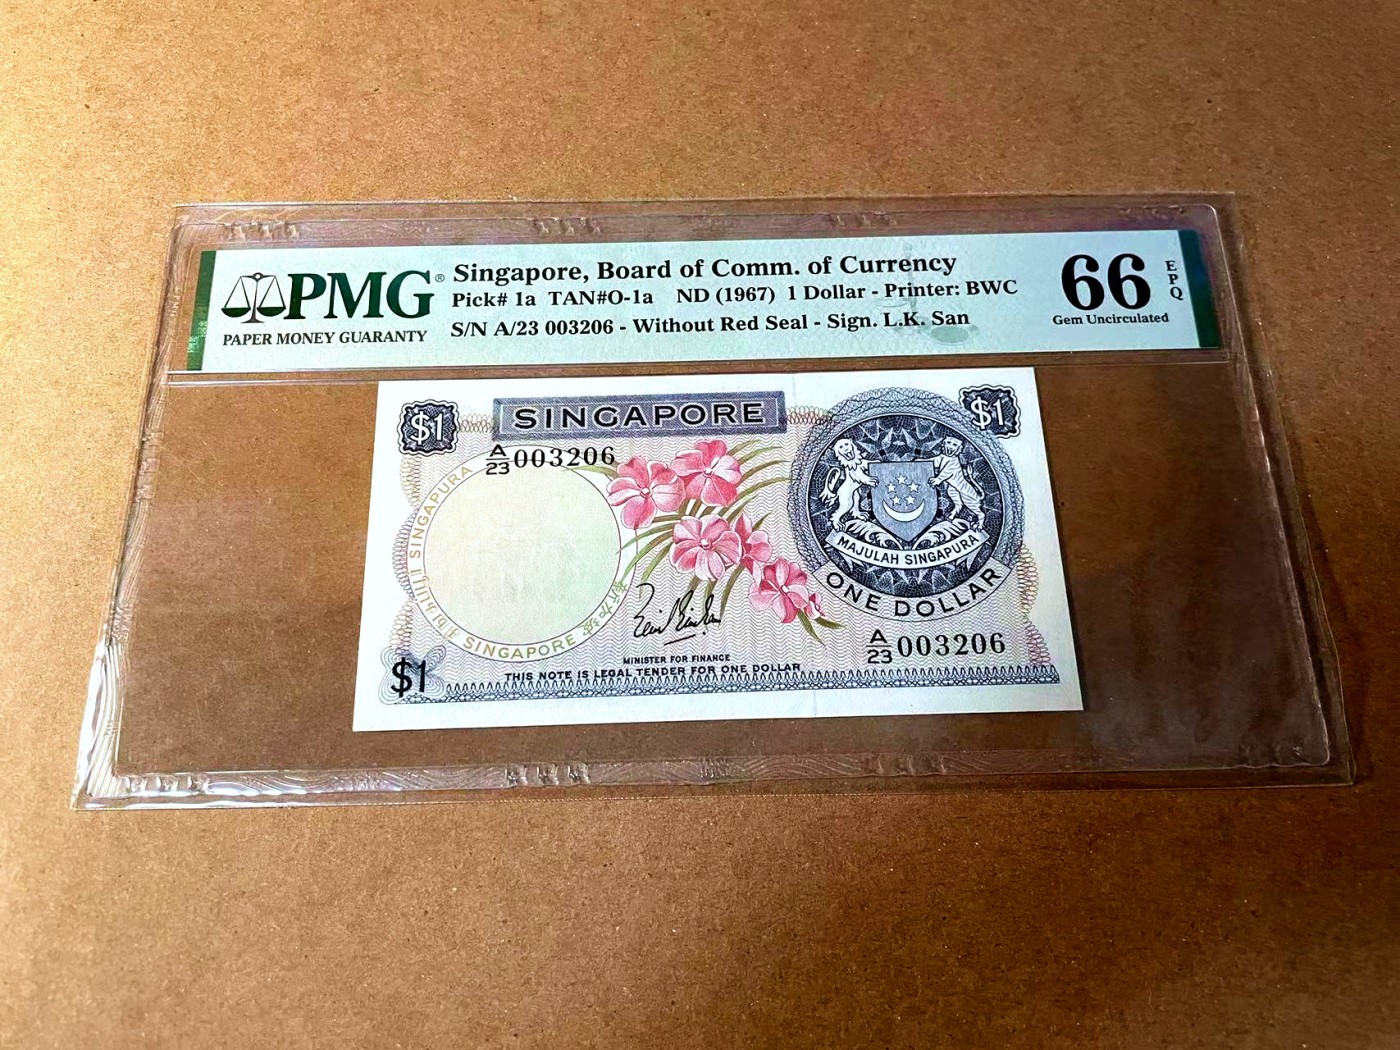 PMG®
PAPER MONEY GUARANTY
Singapore, Board of Comm. of Currency
Pick# 1a TAN#O-1a ND (1967) 1 Dollar - Printer: BWC
S/N A/23 003206 - Without Red Seal - Sign. L.K. San
66
EPQ
Gem Uncirculated
$1
SINGAPORE
$1
A/23 003206
SINGAPURA
SINGAPORE
MAJULAH SINGAPURA
ONE DOLLAR
A/23 003206
MINISTER FOR FINANCE
THIS NOTE IS LEGAL TENDER FOR ONE DOLLAR
$1